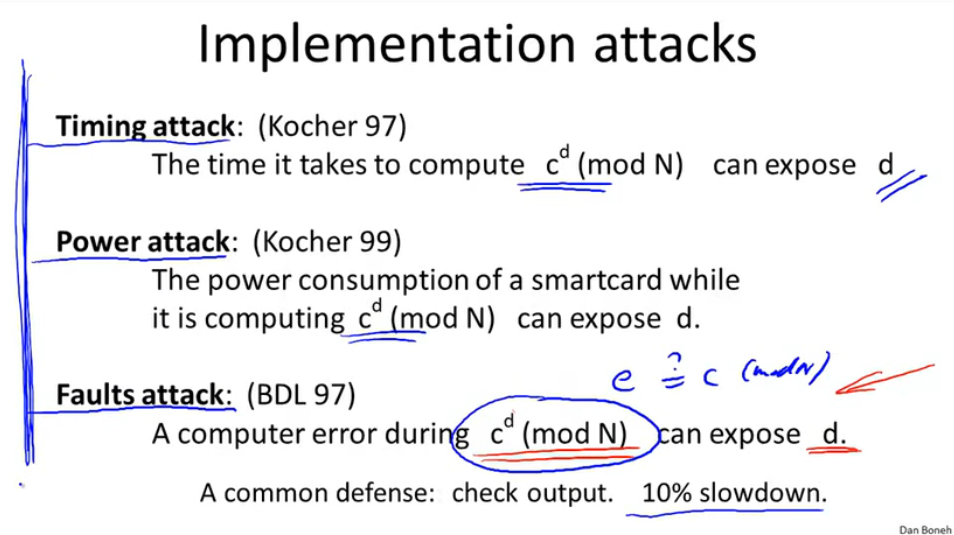 Implementation attacks
Timing attack: (Kocher 97)
The time it takes to compute c^d (mod N) can expose d
Power attack: (Kocher 99)
The power consumption of a smartcard while
it is computing c^d (mod N) can expose d.
e ≟ c (mod N)
Faults attack: (BDL 97)
A computer error during c^d (mod N) can expose d.
A common defense: check output. 10% slowdown.
Dan Boneh